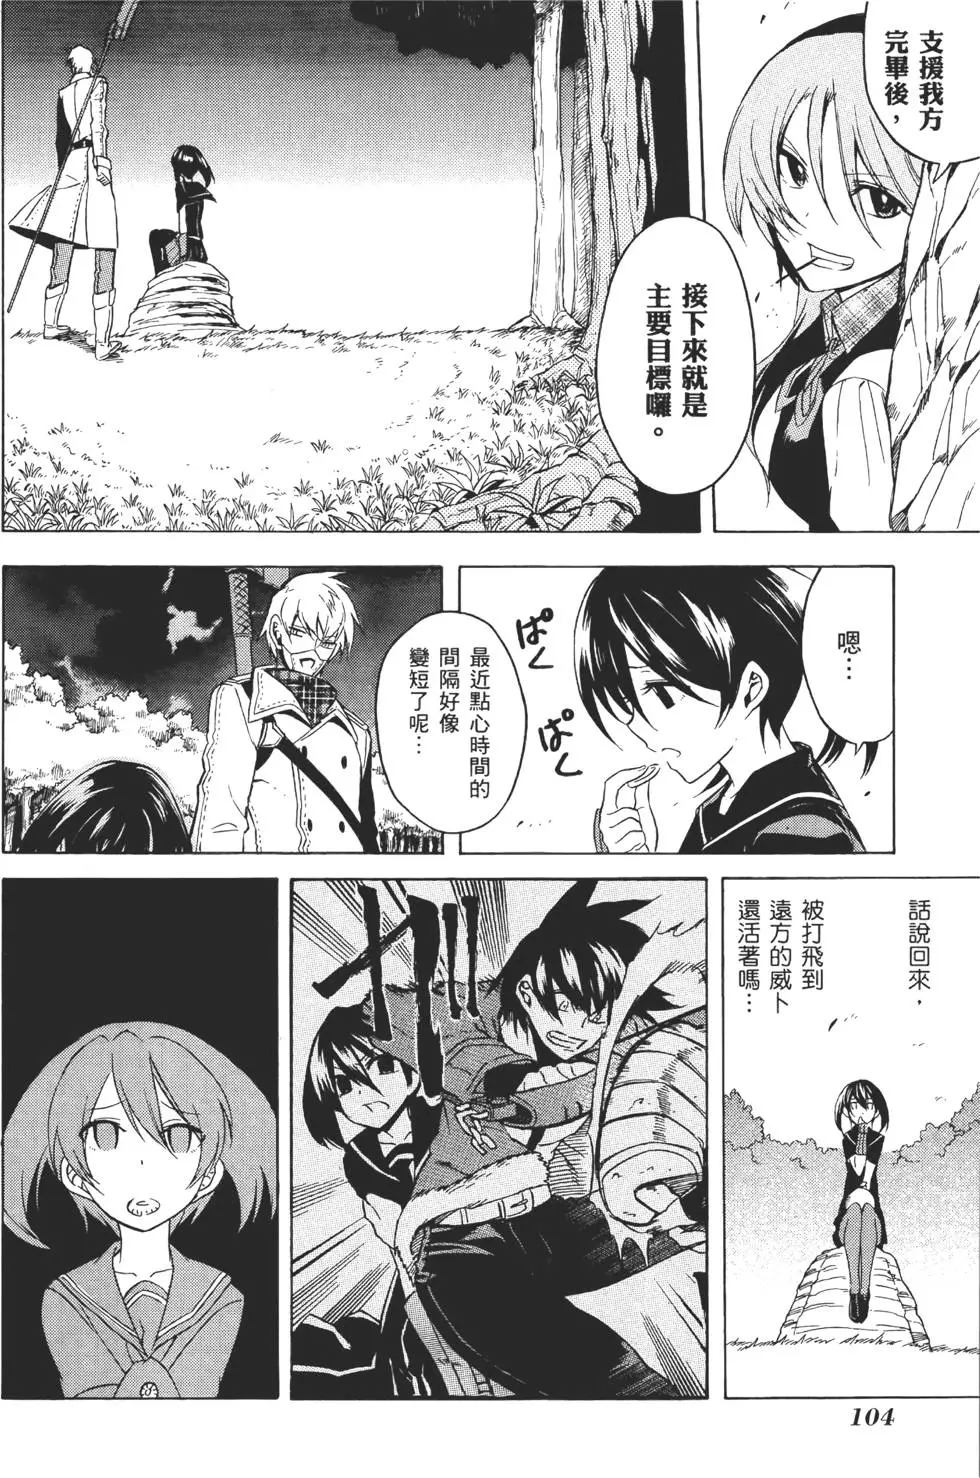 支援我方
完畢後，
接下來就是
主要目標囉。
嗯…
ぱく
ぱく
最近點心時間的
間隔好像
變短了呢…
話說回來，
被打飛到
遠方的威卜
還活著嗎…
104